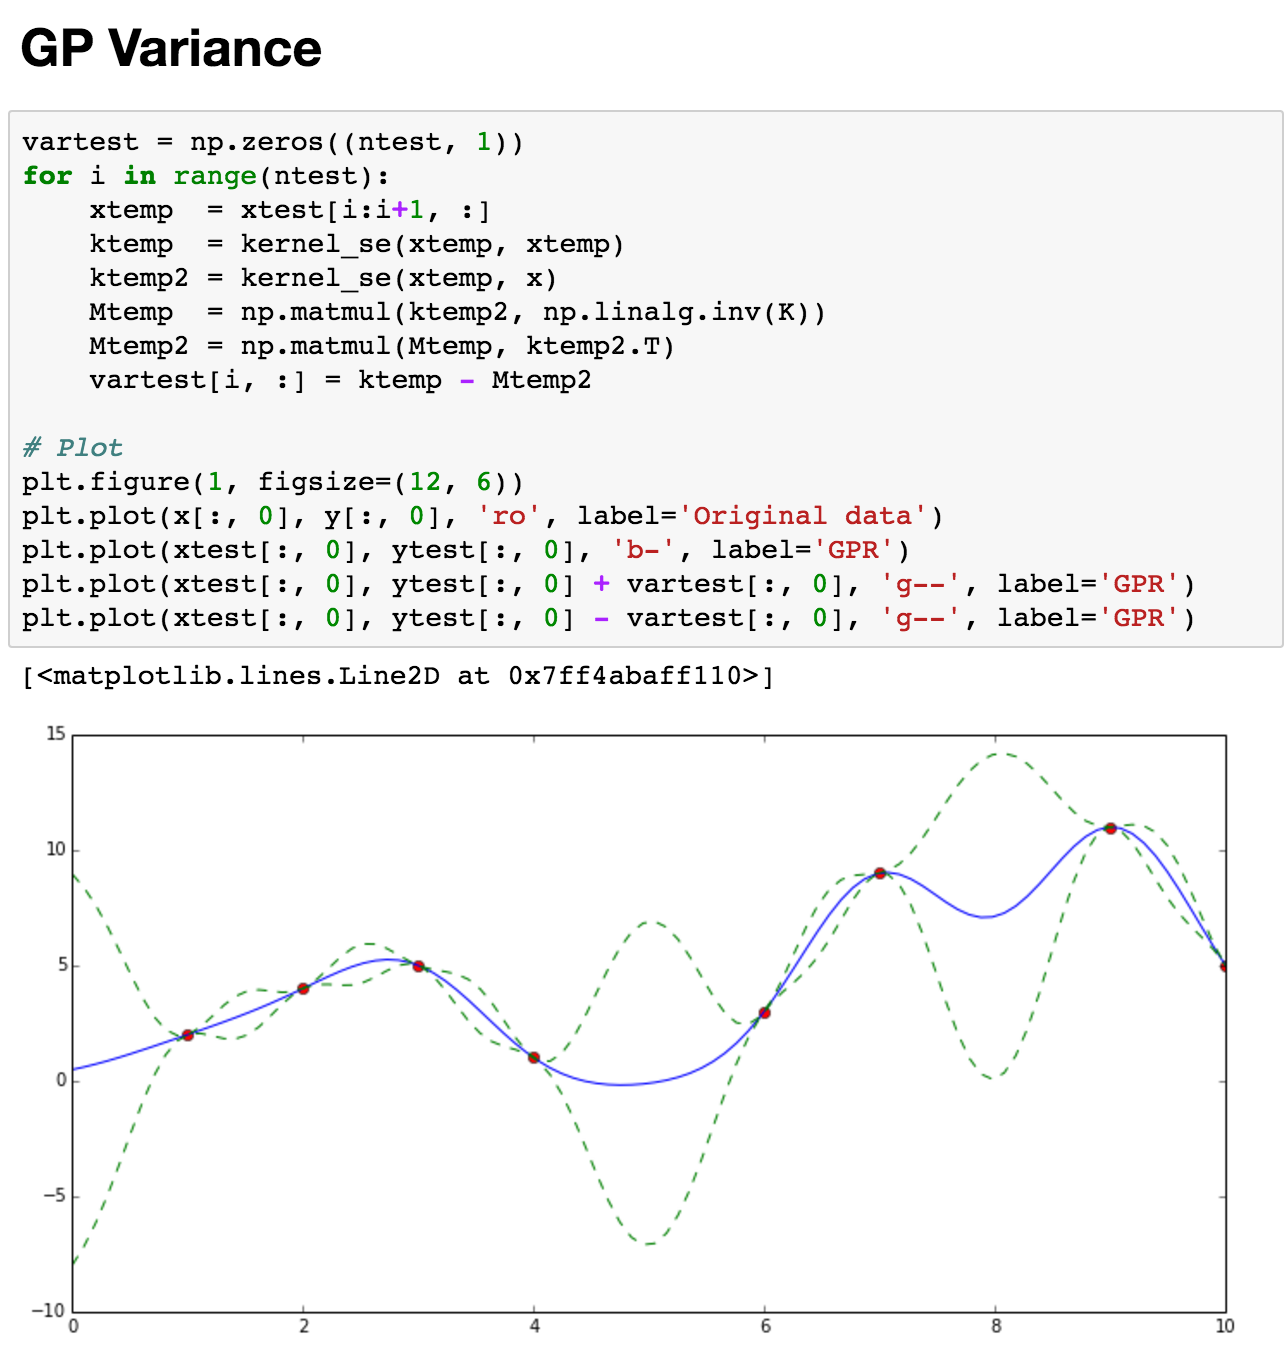 GP Variance
vartest = np.zeros((ntest, 1))
for i in range(ntest):
    xtemp  = xtest[i:i+1, :]
    ktemp  = kernel_se(xtemp, xtemp)
    ktemp2 = kernel_se(xtemp, x)
    Mtemp  = np.matmul(ktemp2, np.linalg.inv(K))
    Mtemp2 = np.matmul(Mtemp, ktemp2.T)
    vartest[i, :] = ktemp - Mtemp2
# Plot
plt.figure(1, figsize=(12, 6))
plt.plot(x[:, 0], y[:, 0], 'ro', label='Original data')
plt.plot(xtest[:, 0], ytest[:, 0], 'b-', label='GPR')
plt.plot(xtest[:, 0], ytest[:, 0] + vartest[:, 0], 'g--', label='GPR')
plt.plot(xtest[:, 0], ytest[:, 0] - vartest[:, 0], 'g--', label='GPR')
[<matplotlib.lines.Line2D at 0x7ff4abaff110>]
15
10
5
0
−5
−10
0 2 4 6 8 10